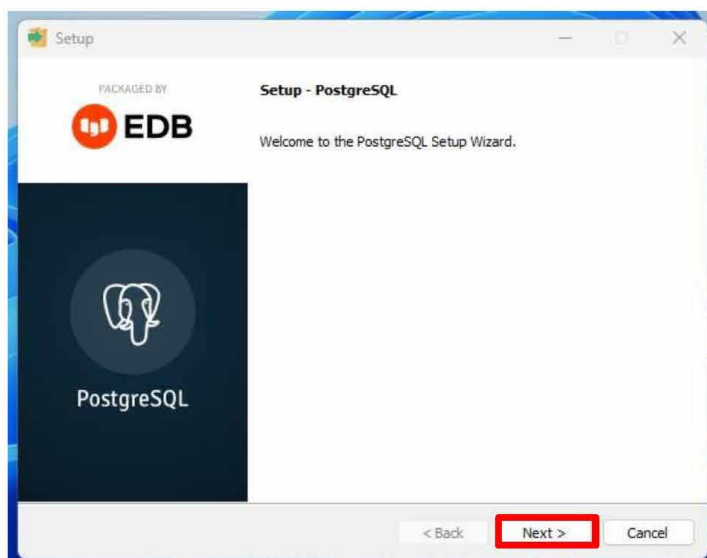 Setup
PACKAGED BY
EDB
Setup - PostgreSQL
Welcome to the PostgreSQL Setup Wizard.
PostgreSQL
< Back
Next >
Cancel